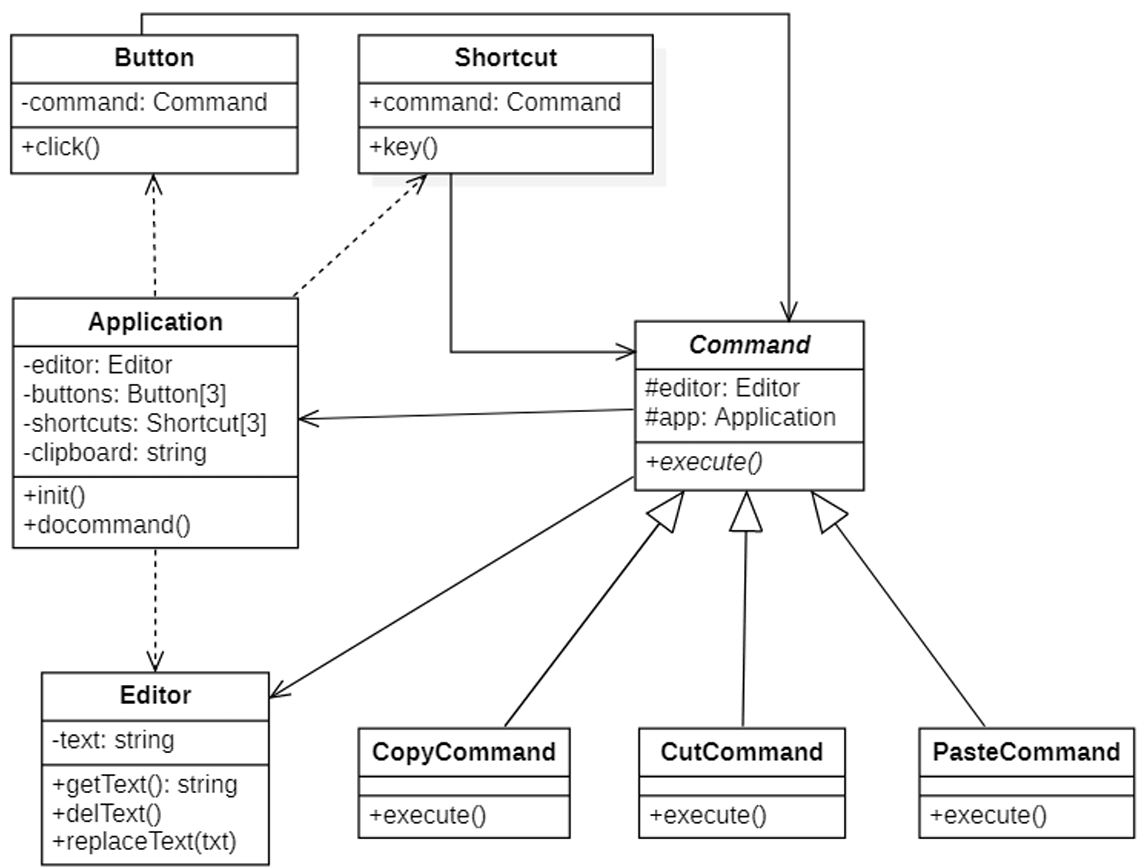 Button
-command: Command
+click()
Shortcut
+command: Command
+key()
Application
-editor: Editor
-buttons: Button[3]
-shortcuts: Shortcut[3]
-clipboard: string
+init()
+docommand()
Command
#editor: Editor
#app: Application
+execute()
Editor
-text: string
+getText(): string
+delText()
+replaceText(txt)
CopyCommand
+execute()
CutCommand
+execute()
PasteCommand
+execute()